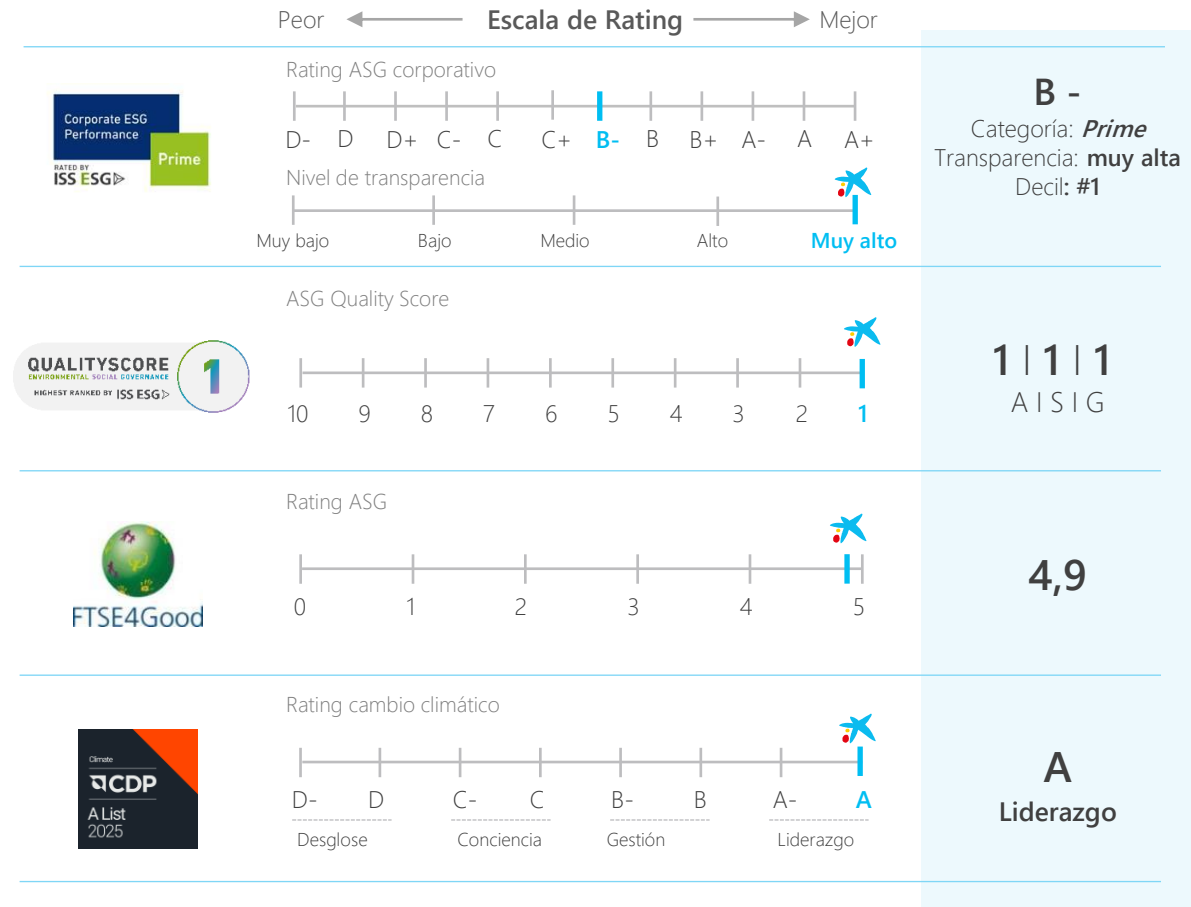 Peor Escala de Rating Mejor
Rating ASG corporativo
Corporate ESG
Performance
Prime
RATED BY
ISS ESG
D- D D+ C- C C+ B- B B+ A- A A+
Nivel de transparencia
Muy bajo Bajo Medio Alto Muy alto
B -
Categoría: Prime
Transparencia: muy alta
Decil: #1
ASG Quality Score
QUALITYSCORE
ENVIRONMENTAL SOCIAL GOVERNANCE
HIGHEST RANKED BY ISS ESG
1
10 9 8 7 6 5 4 3 2 1
1 | 1 | 1
A | S | G
Rating ASG
FTSE4Good
0 1 2 3 4 5
4,9
Rating cambio climático
Climate
CDP
A List
2025
D- D C- C B- B A- A
Desglose Conciencia Gestión Liderazgo
A
Liderazgo